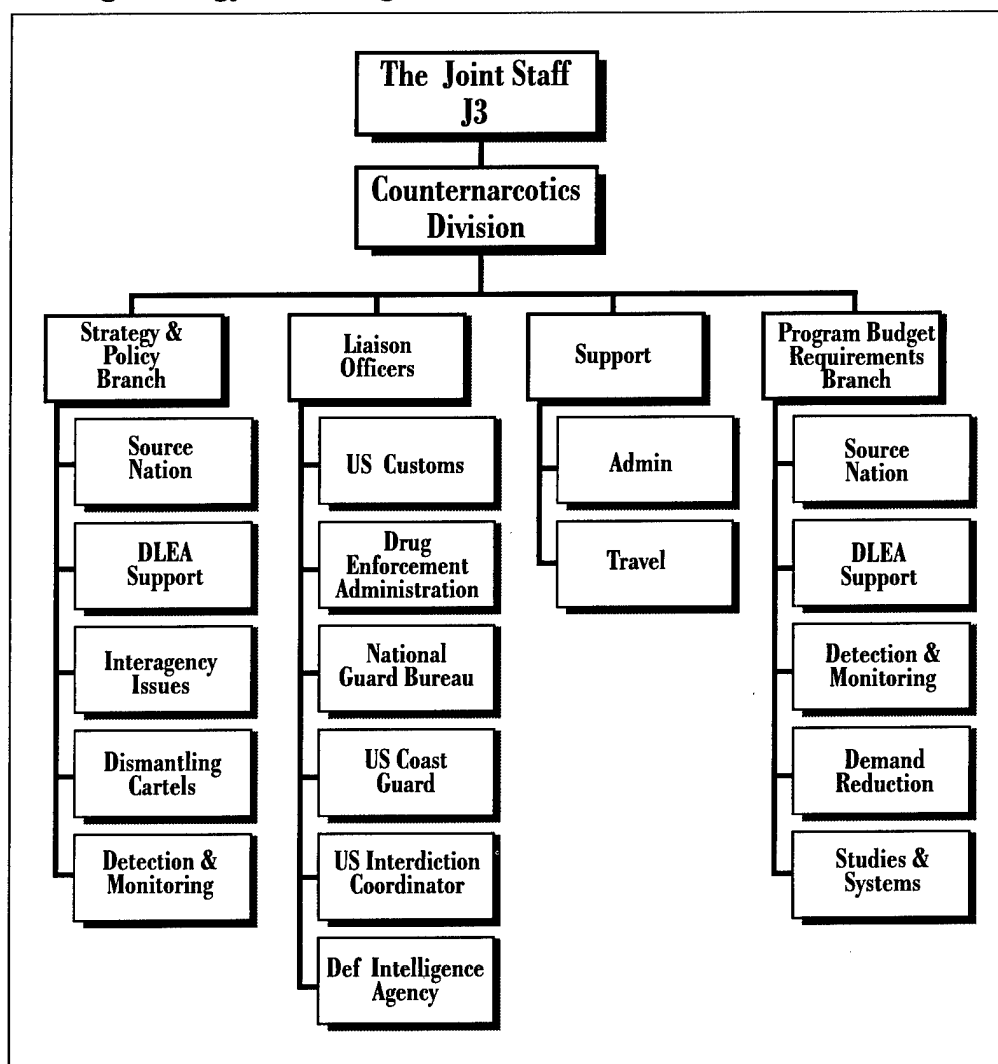 The Joint Staff
J3
Counternarcotics
Division
Strategy &
Policy
Branch
Source
Nation
DLEA
Support
Interagency
Issues
Dismantling
Cartels
Detection &
Monitoring
Liaison
Officers
US Customs
Drug
Enforcement
Administration
National
Guard Bureau
US Coast
Guard
US Interdiction
Coordinator
Def Intelligence
Agency
Support
Admin
Travel
Program Budget
Requirements
Branch
Source
Nation
DLEA
Support
Detection &
Monitoring
Demand
Reduction
Studies &
Systems